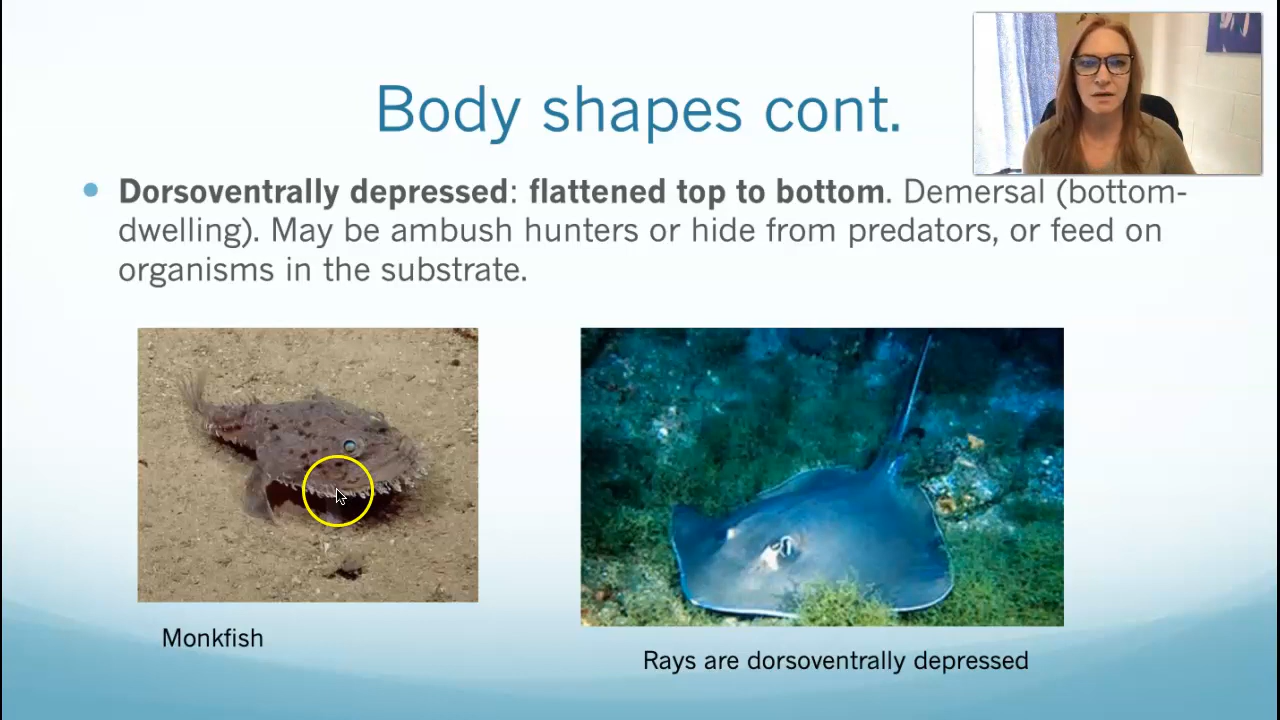 Body shapes cont.
Dorsoventrally depressed: flattened top to bottom. Demersal (bottom-
dwelling). May be ambush hunters or hide from predators, or feed on
organisms in the substrate.
Monkfish
Rays are dorsoventrally depressed